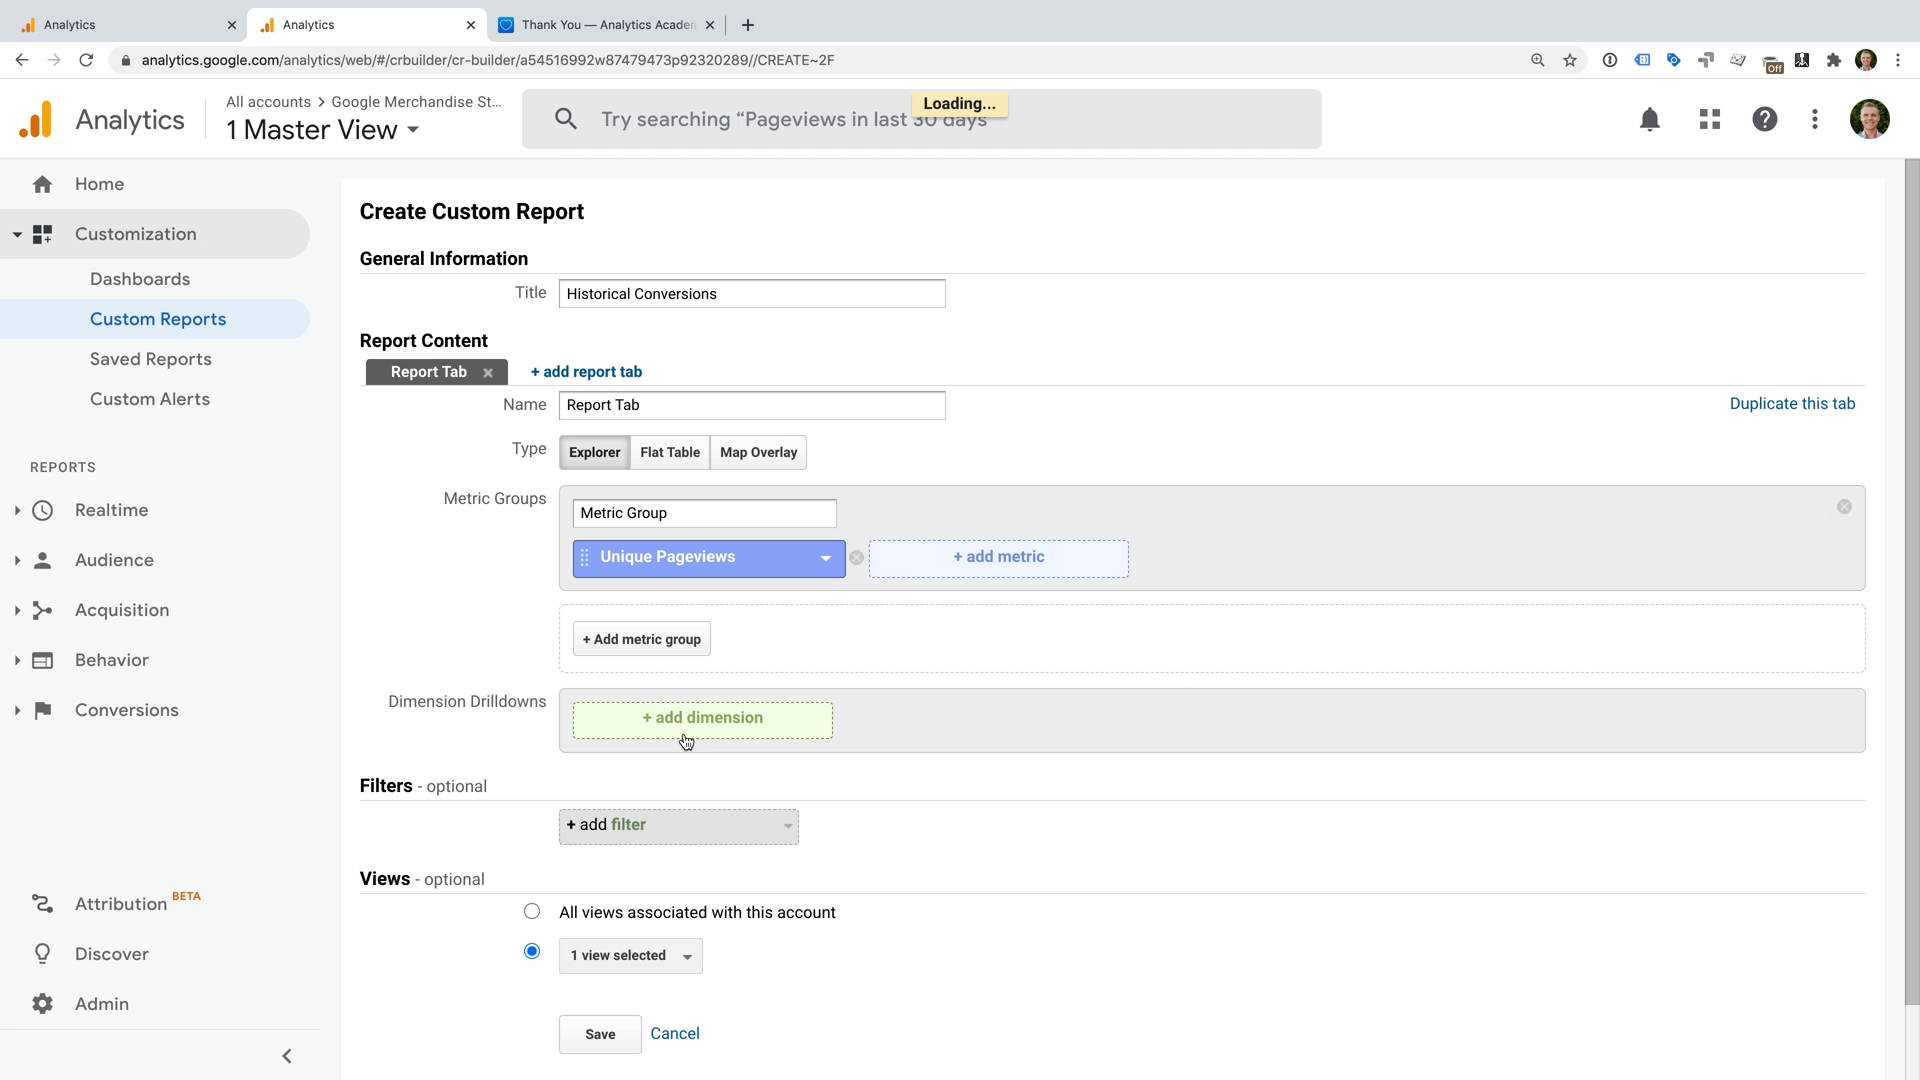 Analytics
Analytics
Thank You — Analytics Academ
analytics.google.com/analytics/web/#/crbuilder/cr-builder/a54516992w87479473p92320289//CREATE~2F
Off
Analytics
All accounts > Google Merchandise St...
1 Master View
Try searching “Pageviews in last 30 days”
Loading...
Home
Customization
Dashboards
Custom Reports
Saved Reports
Custom Alerts
REPORTS
Realtime
Audience
Acquisition
Behavior
Conversions
Attribution BETA
Discover
Admin
Create Custom Report
General Information
Title Historical Conversions
Report Content
Report Tab + add report tab
Name Report Tab Duplicate this tab
Type Explorer Flat Table Map Overlay
Metric Groups Metric Group
Unique Pageviews + add metric
+ Add metric group
Dimension Drilldowns + add dimension
Filters - optional
+ add filter
Views - optional
All views associated with this account
1 view selected
Save Cancel